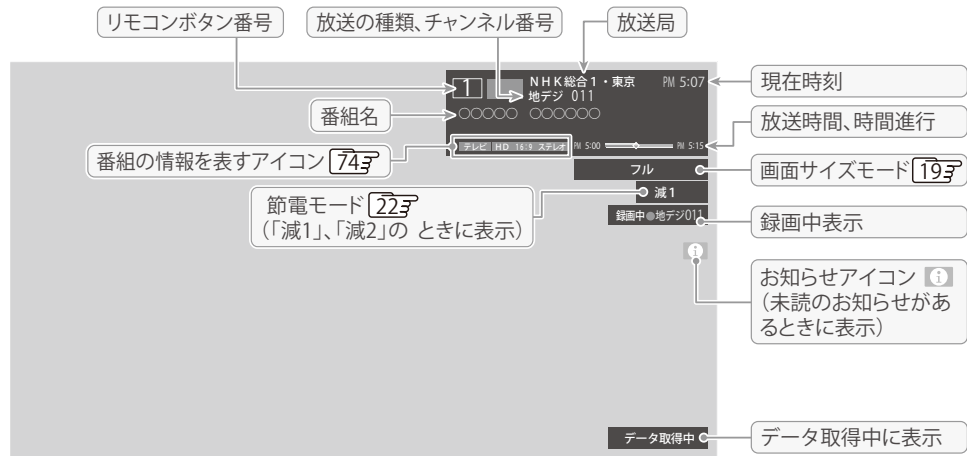 リモコンボタン番号
放送の種類、チャンネル番号
放送局
1
NHK総合1・東京
PM 5:07
地デジ 011
現在時刻
番組名
○○○○○ ○○○○○○
放送時間、時間進行
番組の情報を表すアイコン 74
テレビ HD 16:9 ステレオ PM 5:00 PM 5:15
フル
画面サイズモード 19
節電モード 22
(「減1」、「減2」の ときに表示)
減1
録画中●地デジ011
録画中表示
i
お知らせアイコン i
(未読のお知らせがあ
るときに表示)
データ取得中
データ取得中に表示